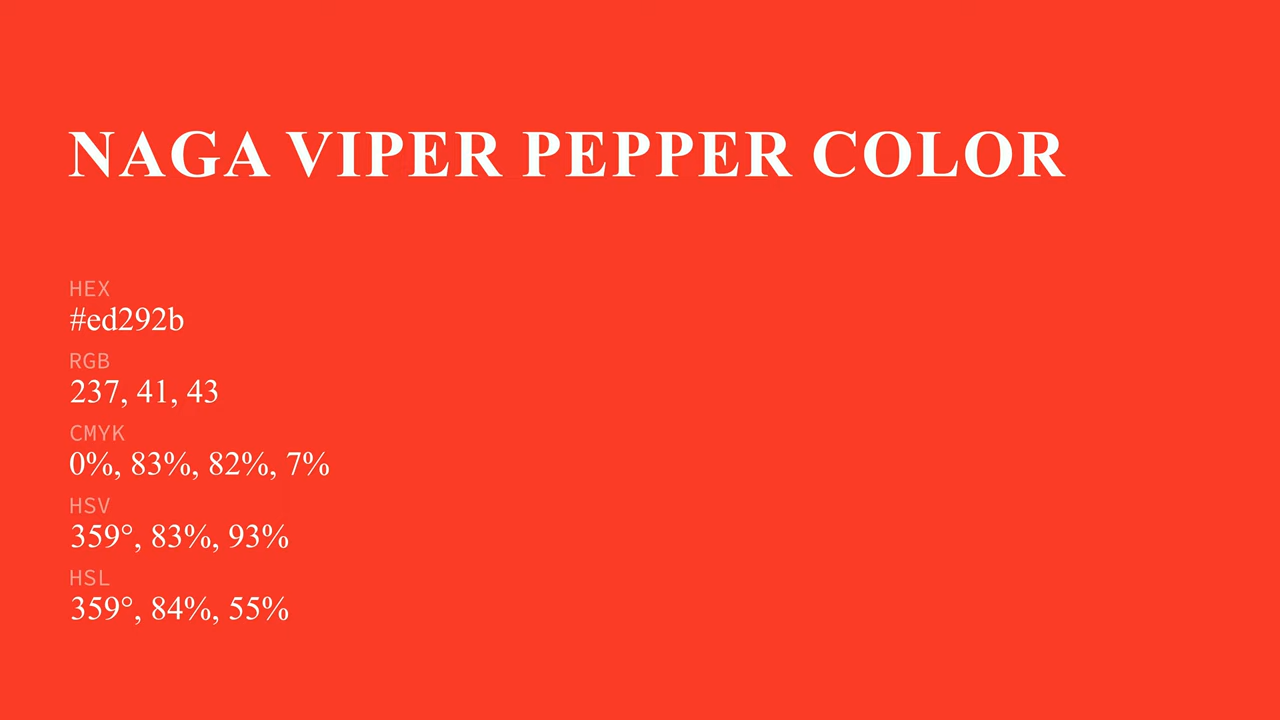 NAGA VIPER PEPPER COLOR
HEX
#ed292b
RGB
237, 41, 43
CMYK
0%, 83%, 82%, 7%
HSV
359°, 83%, 93%
HSL
359°, 84%, 55%